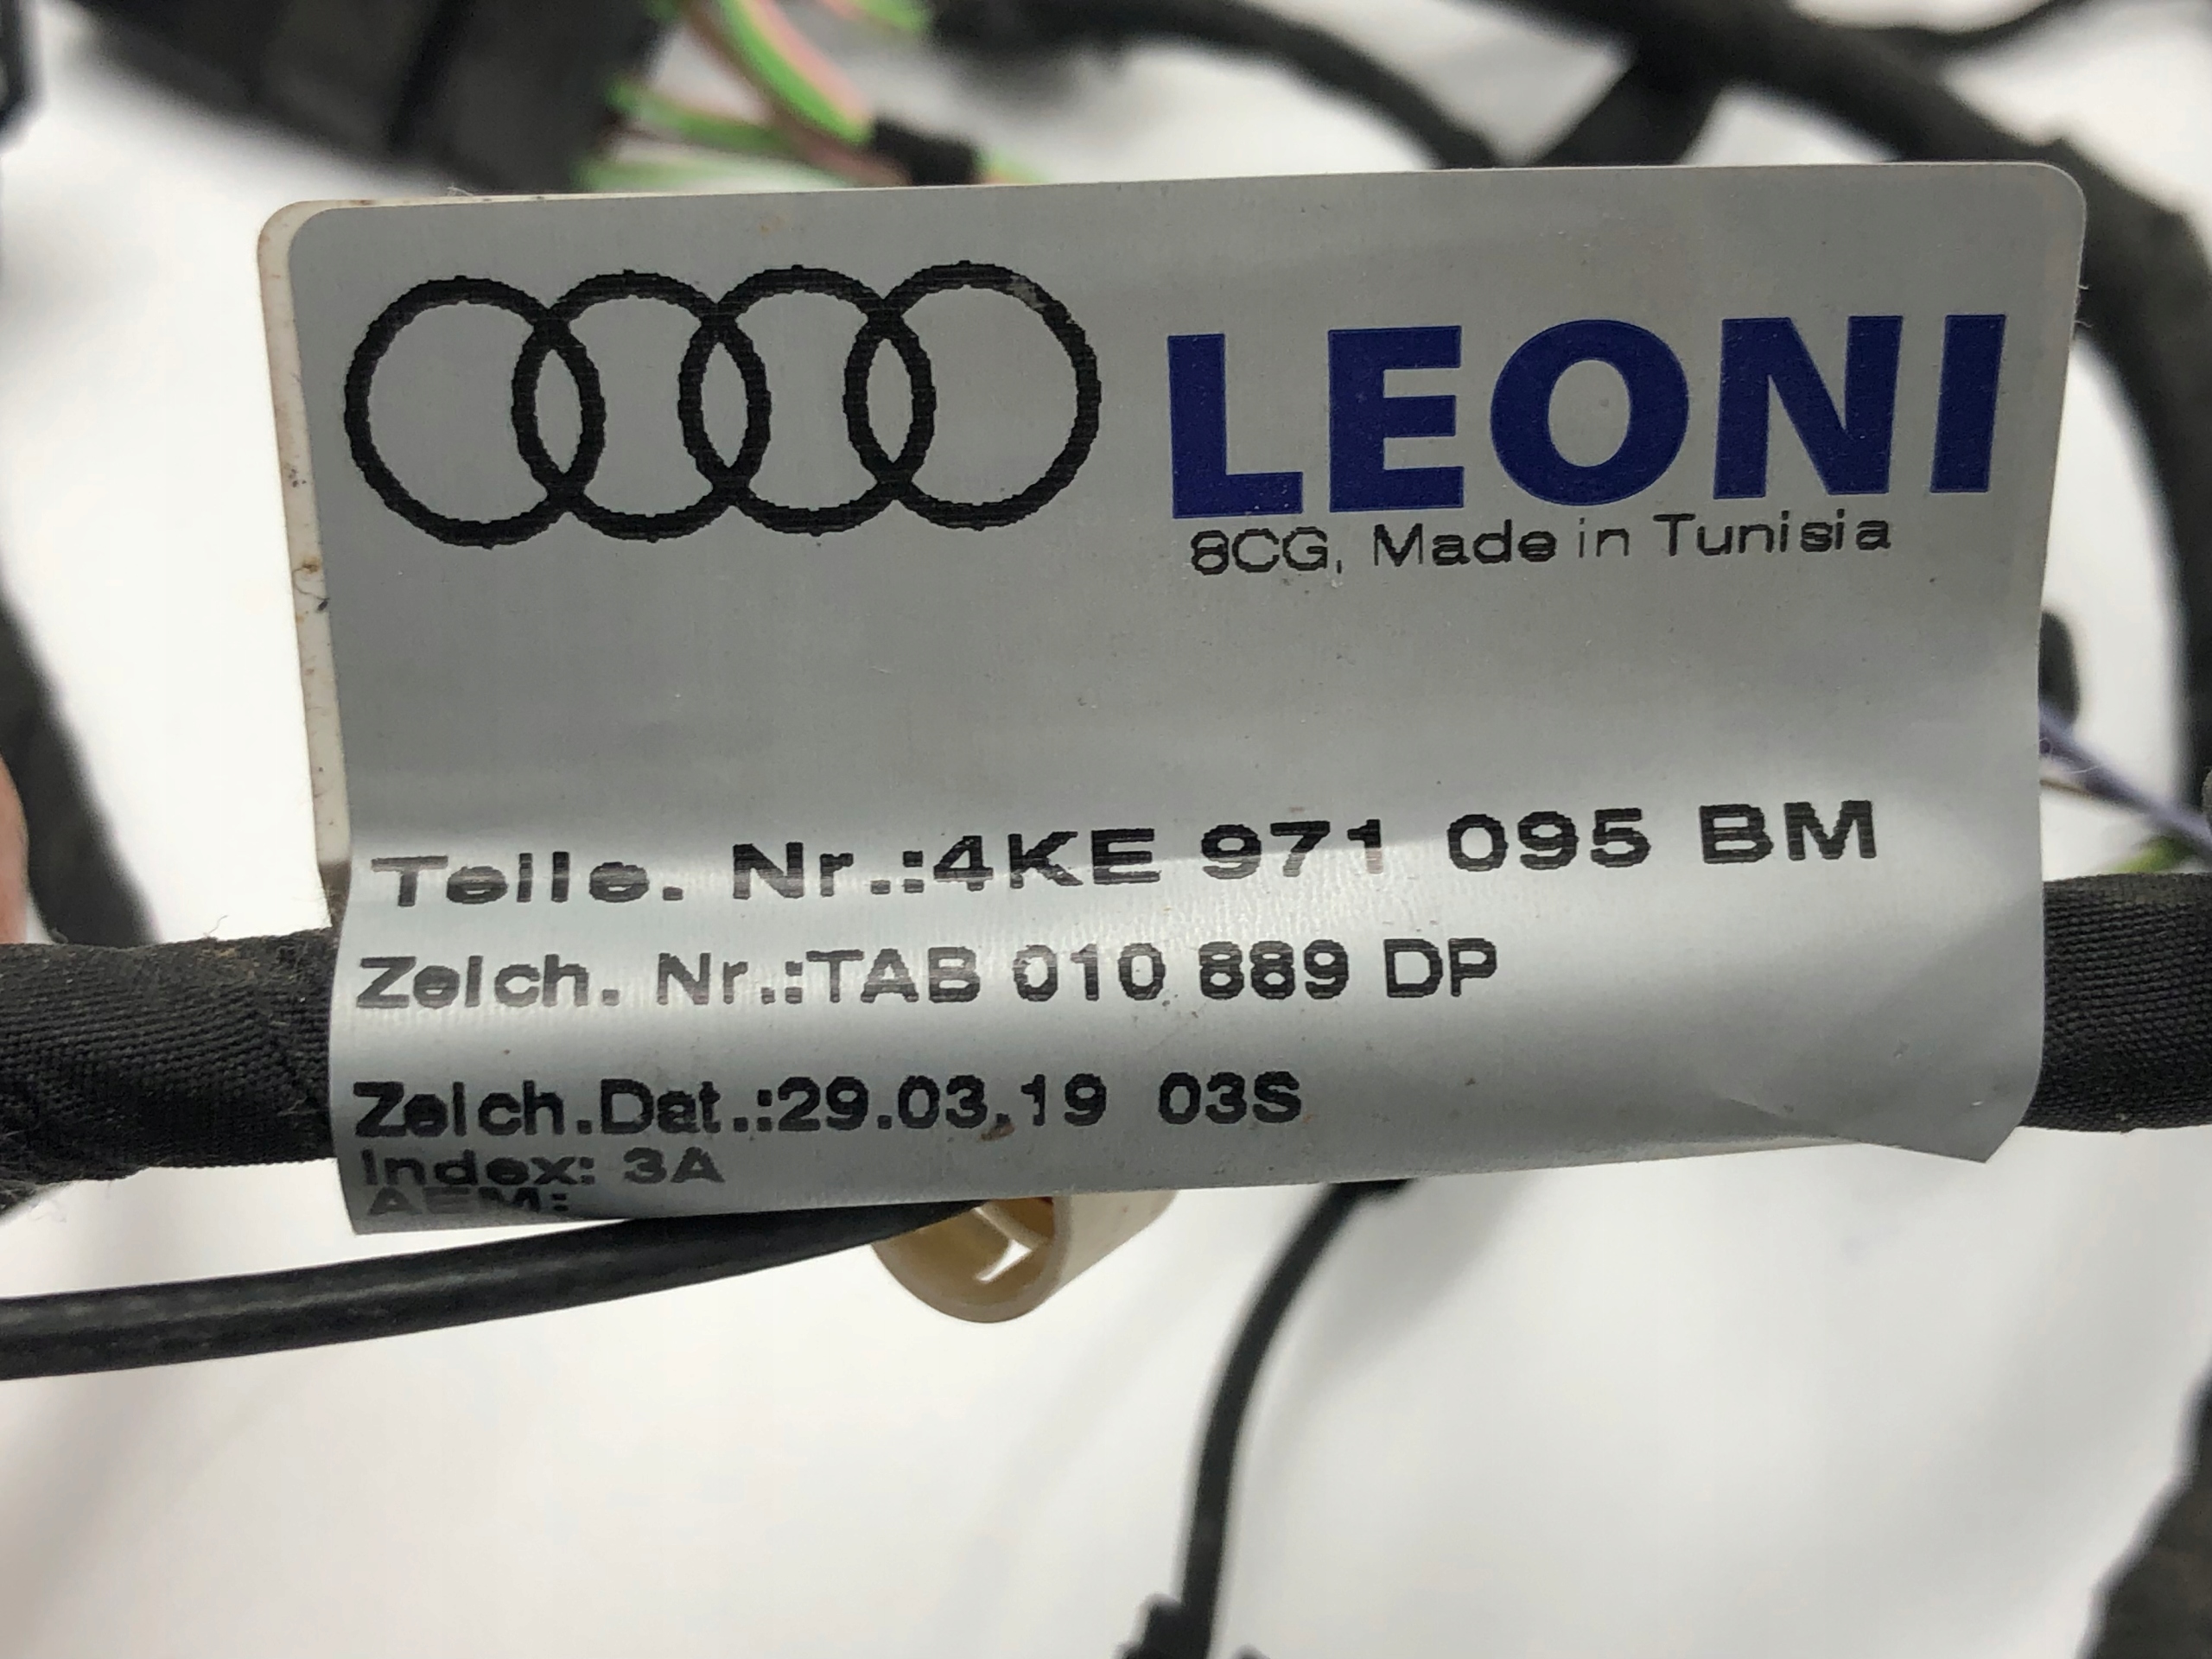 LEONI
8CG, Made in Tunisia
Teile. Nr.:4KE 971 095 BM
Zeich. Nr.:TAB 010 889 DP
Zeich.Dat.:29.03.19 03S
Index: 3A
AEM: